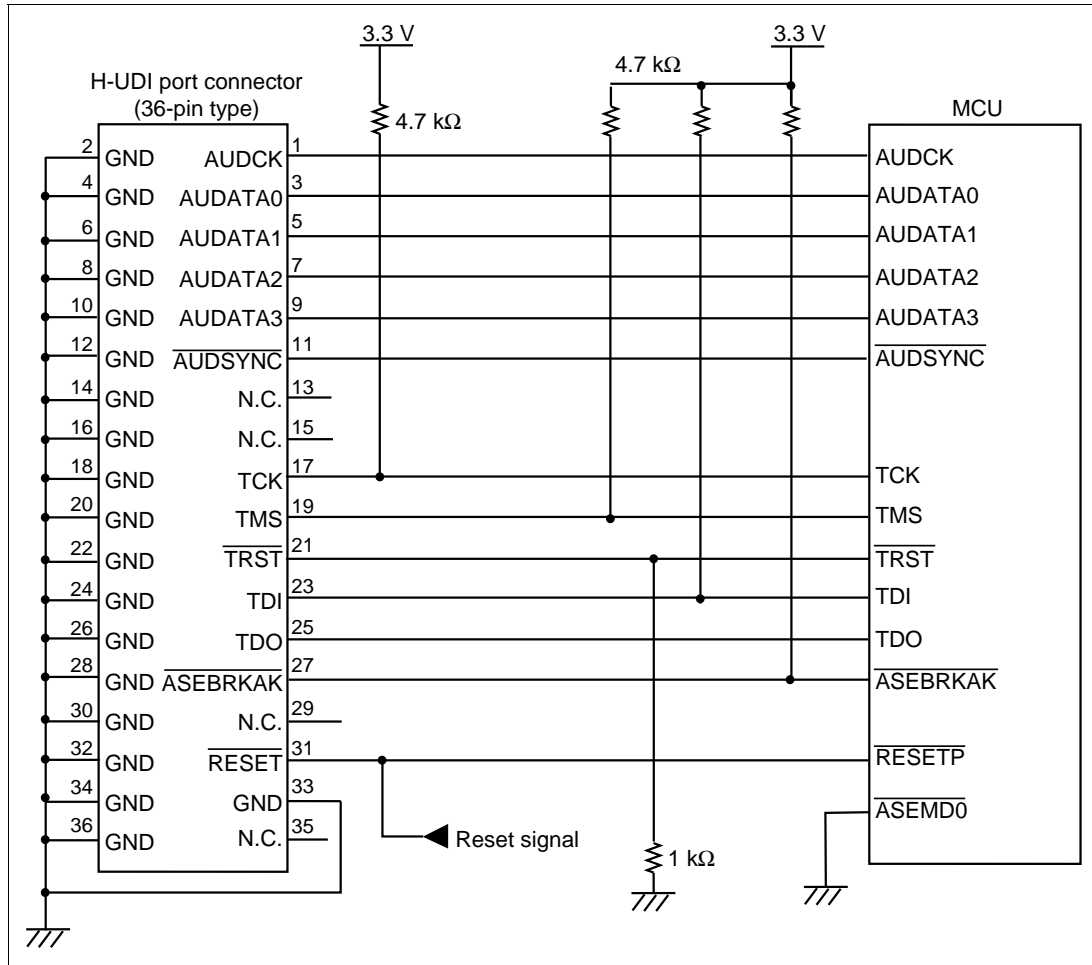 3.3 V
3.3 V
4.7 kΩ
H-UDI port connector
(36-pin type)
4.7 kΩ
MCU
2 GND AUDCK 1 AUDCK
4 GND AUDATA0 3 AUDATA0
6 GND AUDATA1 5 AUDATA1
8 GND AUDATA2 7 AUDATA2
10 GND AUDATA3 9 AUDATA3
12 GND AUDSYNC 11 AUDSYNC
14 GND N.C. 13
16 GND N.C. 15
18 GND TCK 17 TCK
20 GND TMS 19 TMS
22 GND TRST 21 TRST
24 GND TDI 23 TDI
26 GND TDO 25 TDO
28 GND ASEBRKAK 27 ASEBRKAK
30 GND N.C. 29
32 GND RESET 31 RESETP
34 GND GND 33 ASEMD0
36 GND N.C. 35
Reset signal
1 kΩ